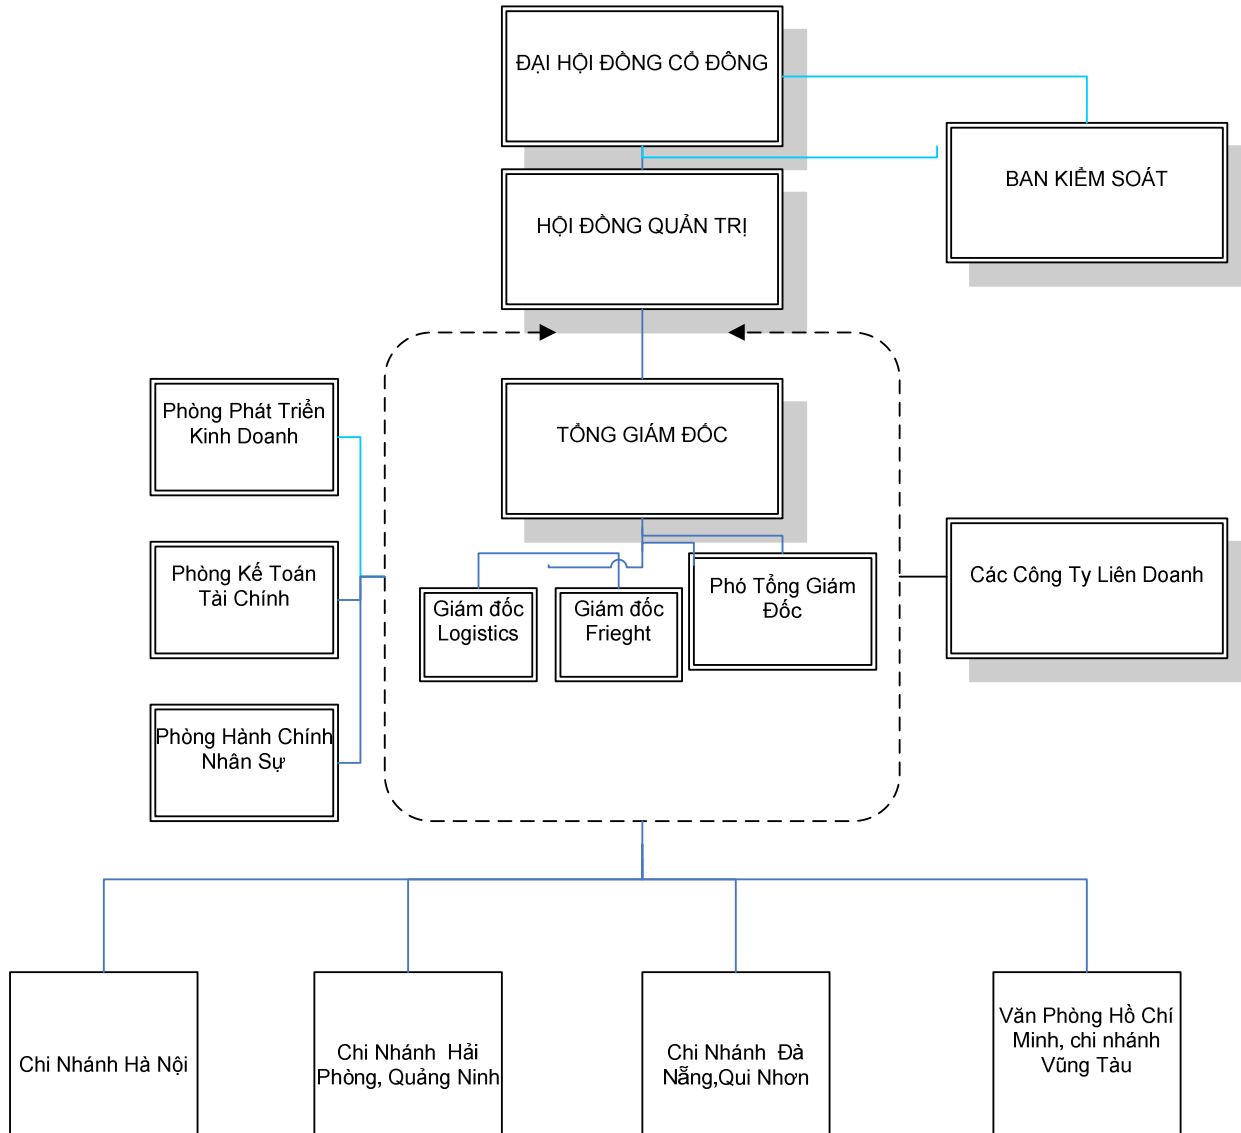 ĐẠI HỘI ĐỒNG CỔ ĐÔNG
BAN KIỂM SOÁT
HỘI ĐỒNG QUẢN TRỊ
Phòng Phát Triển
Kinh Doanh
TỔNG GIÁM ĐỐC
Phòng Kế Toán
Tài Chính
Các Công Ty Liên Doanh
Giám đốc
Logistics
Giám đốc
Frieght
Phó Tổng Giám
Đốc
Phòng Hành Chính
Nhân Sự
Chi Nhánh Hà Nội
Chi Nhánh Hải
Phòng, Quảng Ninh
Chi Nhánh Đà
Nẵng,Qui Nhơn
Văn Phòng Hồ Chí
Minh, chi nhánh
Vũng Tàu